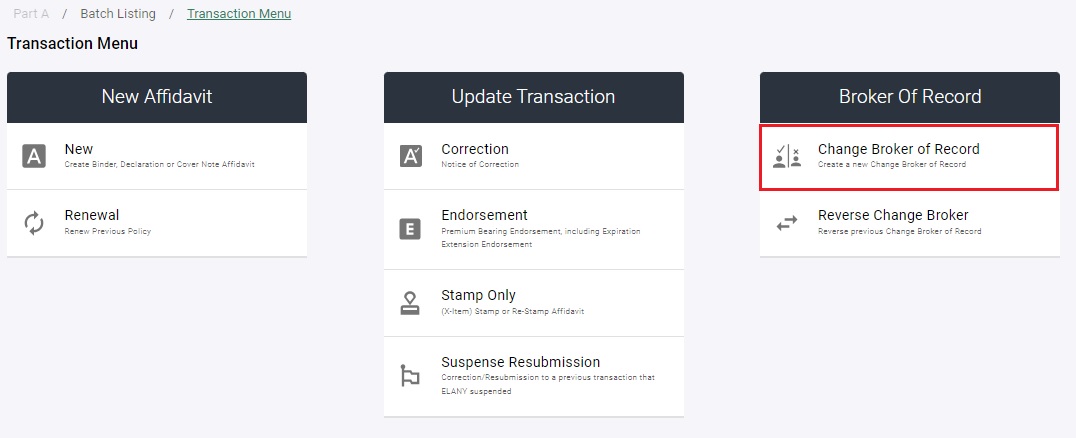 Part A / Batch Listing / Transaction Menu
Transaction Menu
New Affidavit
A
New
Create Binder, Declaration or Cover Note Affidavit
Renewal
Renew Previous Policy
Update Transaction
A
Correction
Notice of Correction
E
Endorsement
Premium Bearing Endorsement, including Expiration
Extension Endorsement
Stamp Only
(X-Item) Stamp or Re-Stamp Affidavit
Suspense Resubmission
Correction/Resubmission to a previous transaction that
ELANY suspended
Broker Of Record
Change Broker of Record
Create a new Change Broker of Record
Reverse Change Broker
Reverse previous Change Broker of Record